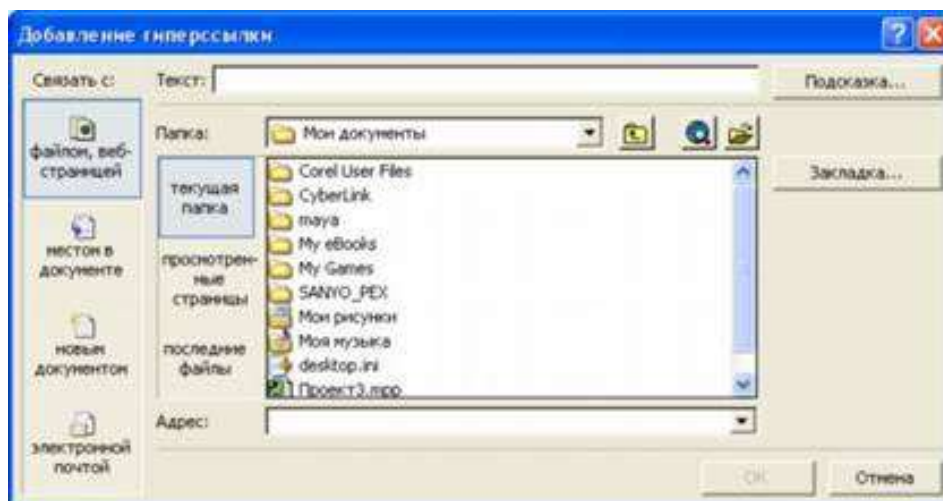 Добавление гиперссылки
Связать с:
Текст:
Подсказка...
файлом, веб-
страницей
Папка:
Мои документы
Закладка...
текущая
папка
просмотрен-
ные
страницы
последние
файлы
Corel User Files
CyberLink
maya
My eBooks
My Games
SANYO_PEX
Мои рисунки
Моя музыка
desktop.ini
Проект3.mpp
местом в
документе
новым
документом
электронной
почтой
Адрес:
ОК
Отмена